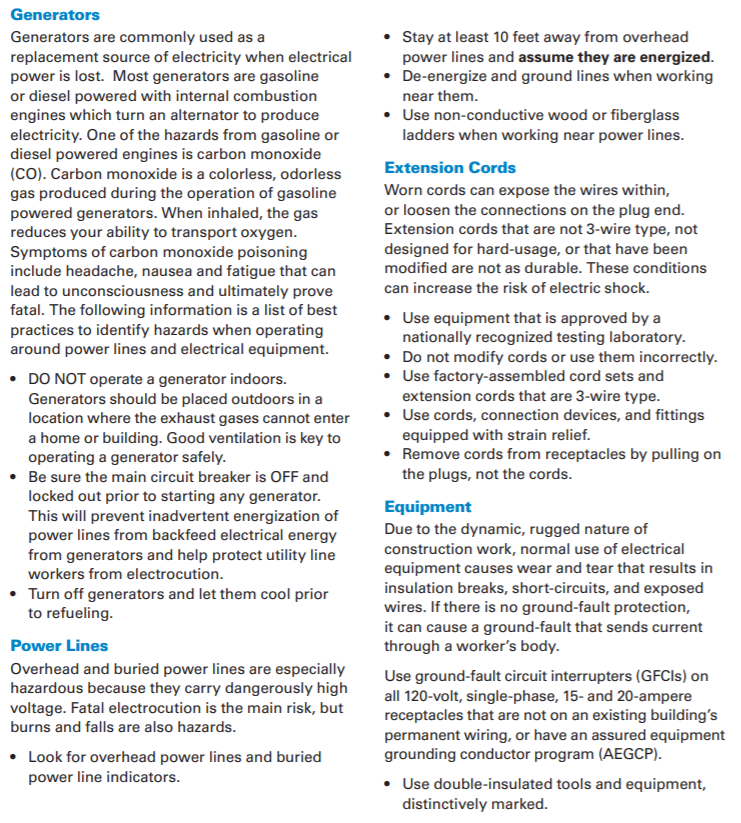 Generators
Generators are commonly used as a
replacement source of electricity when electrical
power is lost.  Most generators are gasoline
or diesel powered with internal combustion
engines which turn an alternator to produce
electricity. One of the hazards from gasoline or
diesel powered engines is carbon monoxide
(CO). Carbon monoxide is a colorless, odorless
gas produced during the operation of gasoline
powered generators. When inhaled, the gas
reduces your ability to transport oxygen.
Symptoms of carbon monoxide poisoning
include headache, nausea and fatigue that can
lead to unconsciousness and ultimately prove
fatal. The following information is a list of best
practices to identify hazards when operating
around power lines and electrical equipment.
• DO NOT operate a generator indoors.
Generators should be placed outdoors in a
location where the exhaust gases cannot enter
a home or building. Good ventilation is key to
operating a generator safely.
• Be sure the main circuit breaker is OFF and
locked out prior to starting any generator.
This will prevent inadvertent energization of
power lines from backfeed electrical energy
from generators and help protect utility line
workers from electrocution.
• Turn off generators and let them cool prior
to refueling.
Power Lines
Overhead and buried power lines are especially
hazardous because they carry dangerously high
voltage. Fatal electrocution is the main risk, but
burns and falls are also hazards.
• Look for overhead power lines and buried
power line indicators.
• Stay at least 10 feet away from overhead
power lines and assume they are energized.
• De-energize and ground lines when working
near them.
• Use non-conductive wood or fiberglass
ladders when working near power lines.
Extension Cords
Worn cords can expose the wires within,
or loosen the connections on the plug end.
Extension cords that are not 3-wire type, not
designed for hard-usage, or that have been
modified are not as durable. These conditions
can increase the risk of electric shock.
• Use equipment that is approved by a
nationally recognized testing laboratory.
• Do not modify cords or use them incorrectly.
• Use factory-assembled cord sets and
extension cords that are 3-wire type.
• Use cords, connection devices, and fittings
equipped with strain relief.
• Remove cords from receptacles by pulling on
the plugs, not the cords.
Equipment
Due to the dynamic, rugged nature of
construction work, normal use of electrical
equipment causes wear and tear that results in
insulation breaks, short-circuits, and exposed
wires. If there is no ground-fault protection,
it can cause a ground-fault that sends current
through a worker's body.
Use ground-fault circuit interrupters (GFCIs) on
all 120-volt, single-phase, 15- and 20-ampere
receptacles that are not on an existing building's
permanent wiring, or have an assured equipment
grounding conductor program (AEGCP).
• Use double-insulated tools and equipment,
distinctively marked.